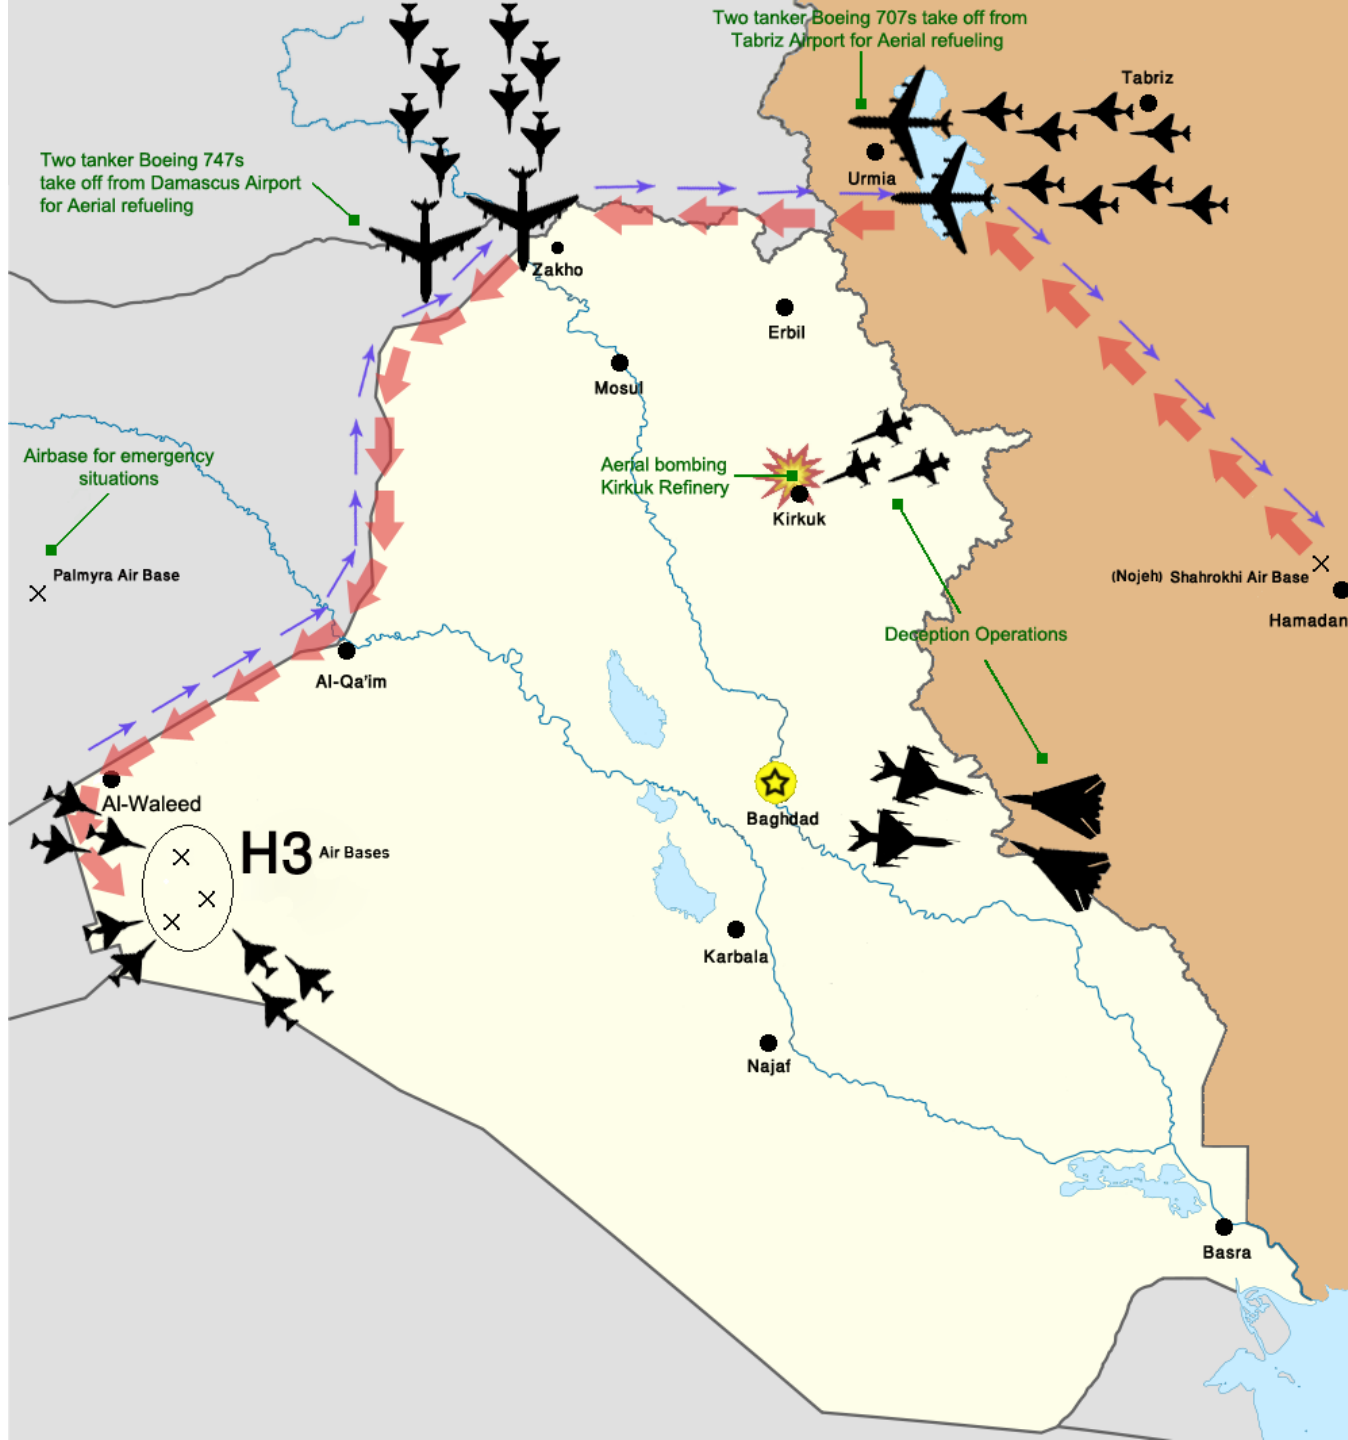 Two tanker Boeing 707s take off from
Tabriz Airport for Aerial refueling
Tabriz
Urmia
Two tanker Boeing 747s
take off from Damascus Airport
for Aerial refueling
Zakho
Erbil
Mosul
Airbase for emergency
situations
Aerial bombing
Kirkuk Refinery
Kirkuk
Palmyra Air Base
(Nojeh) Shahrokhi Air Base
Hamadan
Deception Operations
Al-Qa'im
Al-Waleed
Baghdad
H3 Air Bases
Karbala
Najaf
Basra